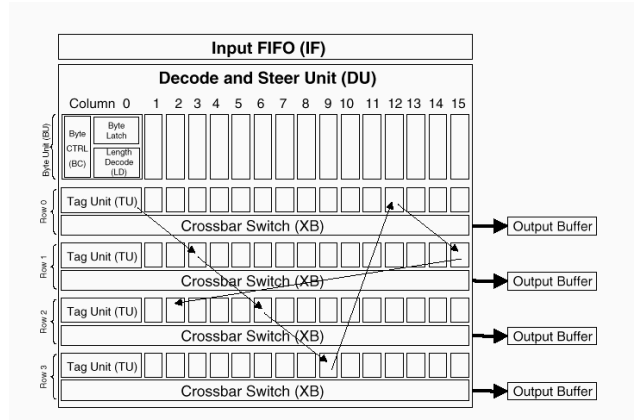 Input FIFO (IF)
Decode and Steer Unit (DU)
Column 0 1 2 3 4 5 6 7 8 9 10 11 12 13 14 15
Byte Unit (BU)
Byte
CTRL
(BC)
Byte
Latch
Length
Decode
(LD)
Row 0
Tag Unit (TU)
Crossbar Switch (XB)
Output Buffer
Row 1
Tag Unit (TU)
Crossbar Switch (XB)
Output Buffer
Row 2
Tag Unit (TU)
Crossbar Switch (XB)
Output Buffer
Row 3
Tag Unit (TU)
Crossbar Switch (XB)
Output Buffer